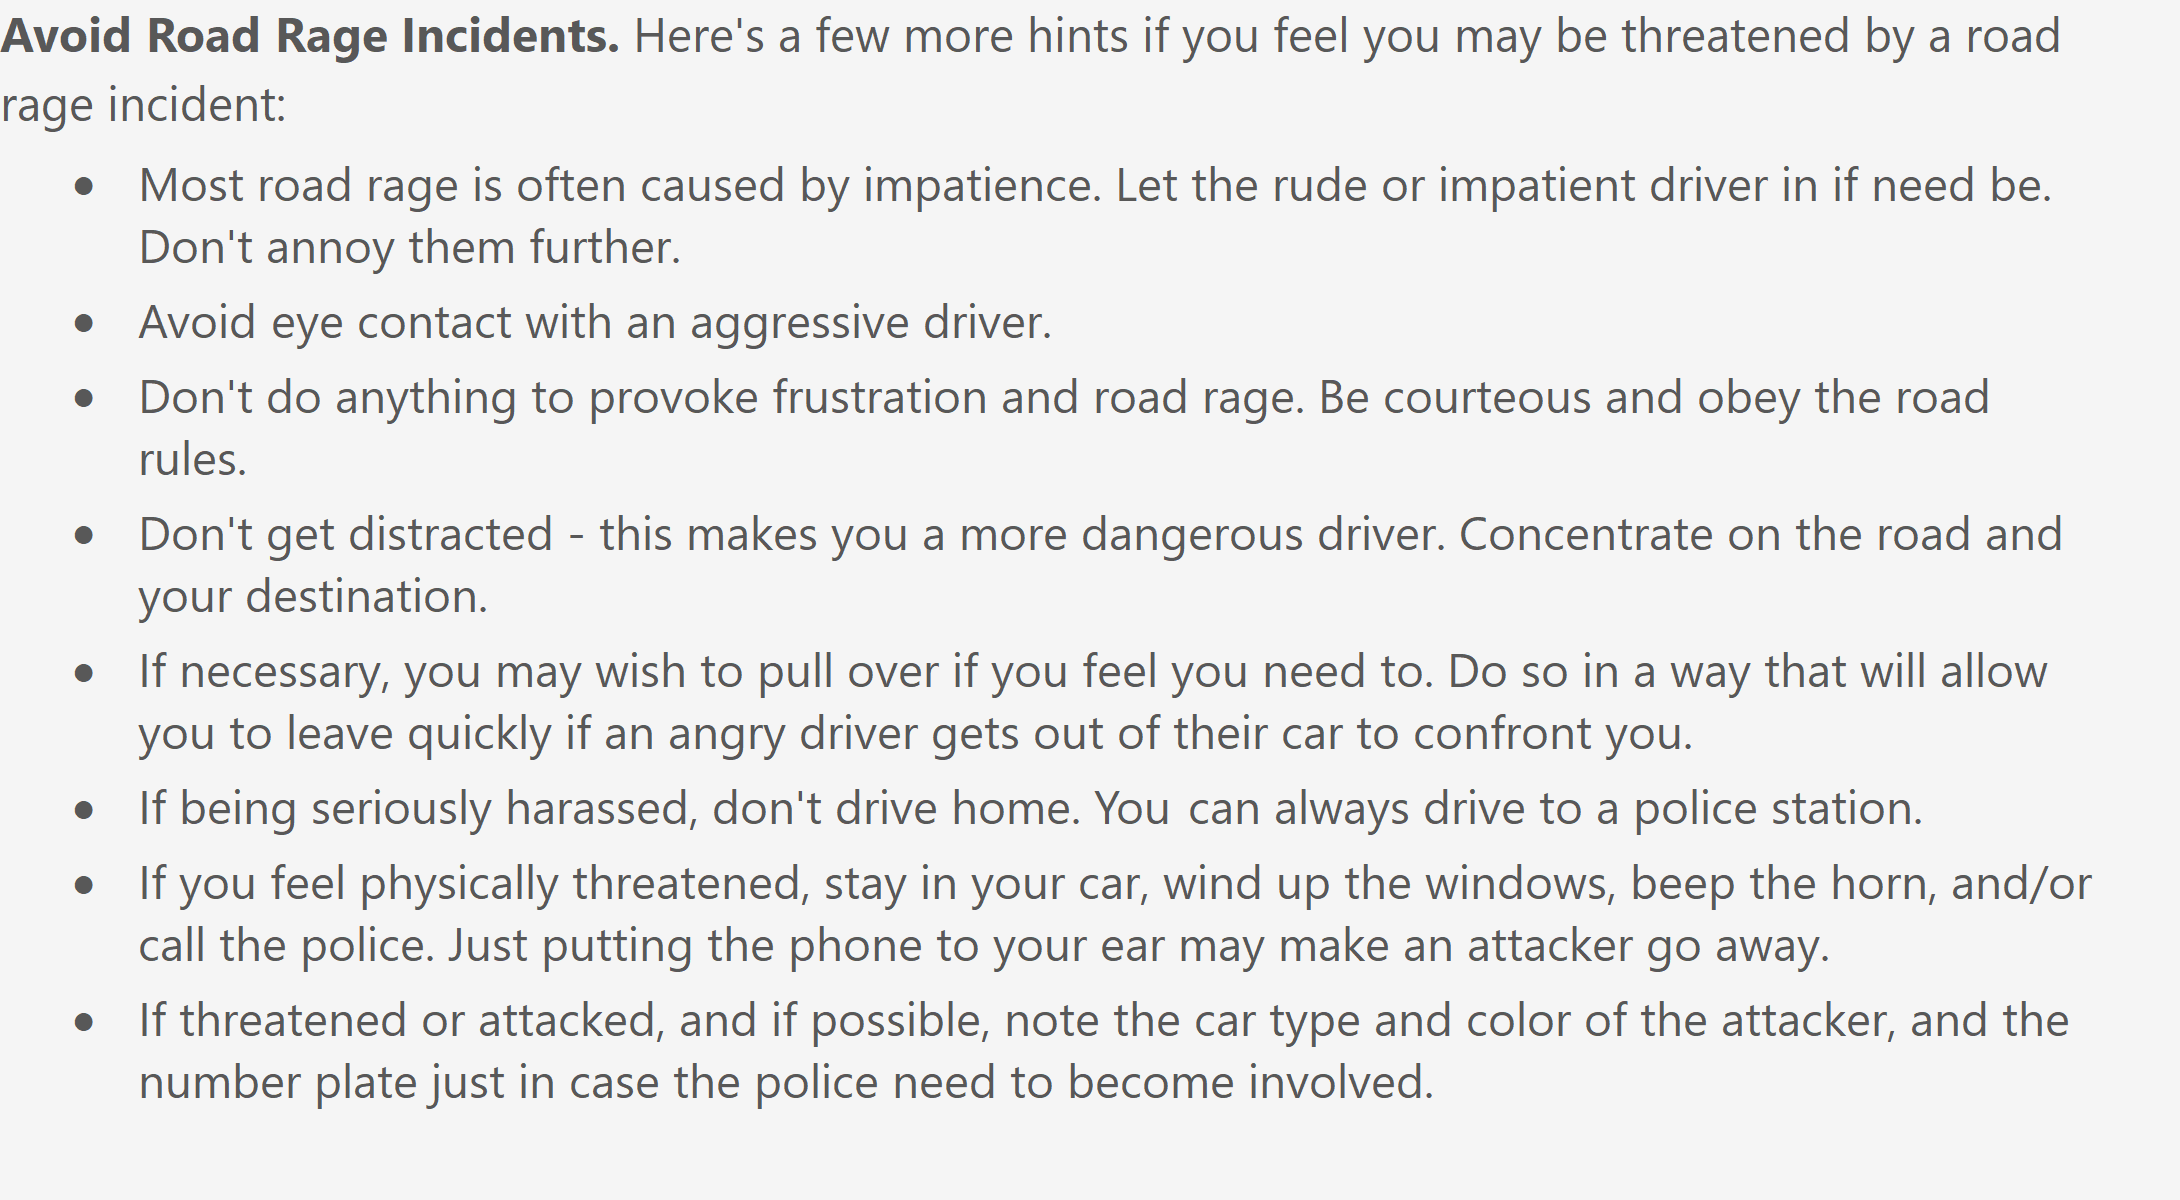 Avoid Road Rage Incidents. Here's a few more hints if you feel you may be threatened by a road
rage incident:
● Most road rage is often caused by impatience. Let the rude or impatient driver in if need be.
Don't annoy them further.
● Avoid eye contact with an aggressive driver.
● Don't do anything to provoke frustration and road rage. Be courteous and obey the road
rules.
● Don't get distracted - this makes you a more dangerous driver. Concentrate on the road and
your destination.
● If necessary, you may wish to pull over if you feel you need to. Do so in a way that will allow
you to leave quickly if an angry driver gets out of their car to confront you.
● If being seriously harassed, don't drive home. You can always drive to a police station.
● If you feel physically threatened, stay in your car, wind up the windows, beep the horn, and/or
call the police. Just putting the phone to your ear may make an attacker go away.
● If threatened or attacked, and if possible, note the car type and color of the attacker, and the
number plate just in case the police need to become involved.